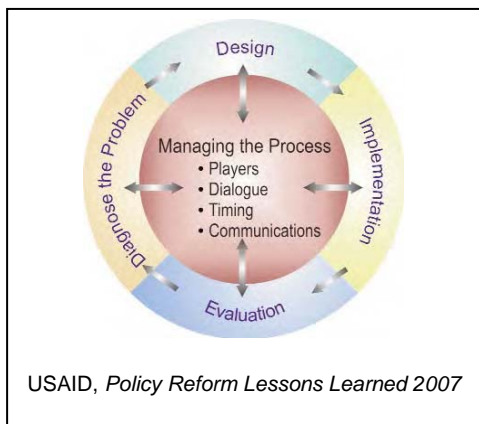 Design
Diagnose the Problem
Managing the Process
• Players
• Dialogue
• Timing
• Communications
Implementation
Evaluation
USAID, Policy Reform Lessons Learned 2007